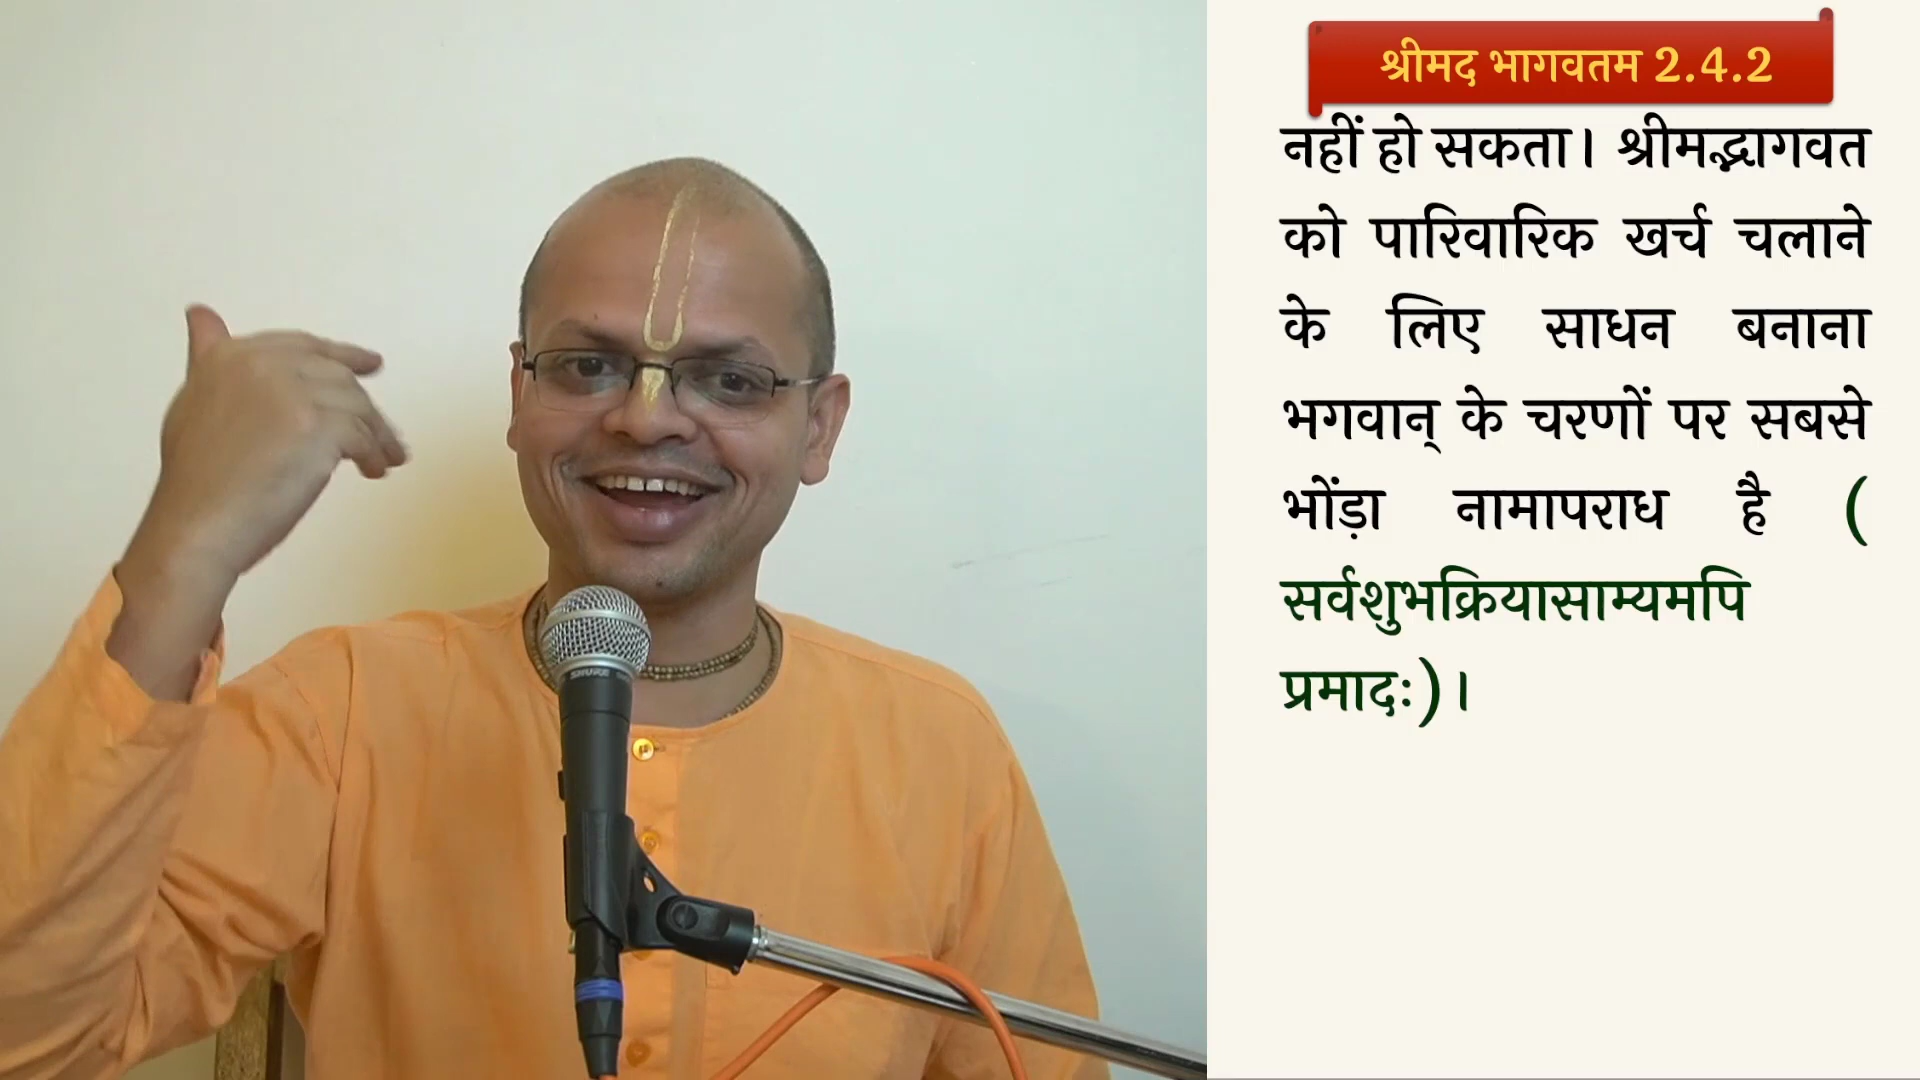 श्रीमद भागवतम 2.4.2
नहीं हो सकता। श्रीमद्भागवत
को पारिवारिक खर्च चलाने
के लिए साधन बनाना
भगवान् के चरणों पर सबसे
भोंड़ा नामापराध है (
सर्वशुभक्रियासाम्यमपि
प्रमादः)।
SHURE